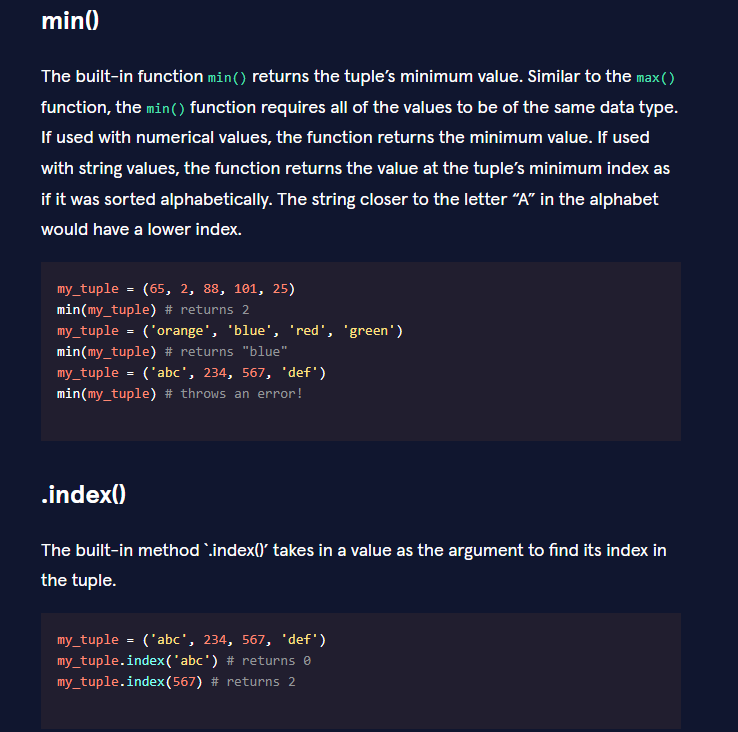 min()
The built-in function min() returns the tuple’s minimum value. Similar to the max()
function, the min() function requires all of the values to be of the same data type.
If used with numerical values, the function returns the minimum value. If used
with string values, the function returns the value at the tuple’s minimum index as
if it was sorted alphabetically. The string closer to the letter “A” in the alphabet
would have a lower index.
my_tuple = (65, 2, 88, 101, 25)
min(my_tuple) # returns 2
my_tuple = ('orange', 'blue', 'red', 'green')
min(my_tuple) # returns "blue"
my_tuple = ('abc', 234, 567, 'def')
min(my_tuple) # throws an error!
.index()
The built-in method `.index()’ takes in a value as the argument to find its index in
the tuple.
my_tuple = ('abc', 234, 567, 'def')
my_tuple.index('abc') # returns 0
my_tuple.index(567) # returns 2